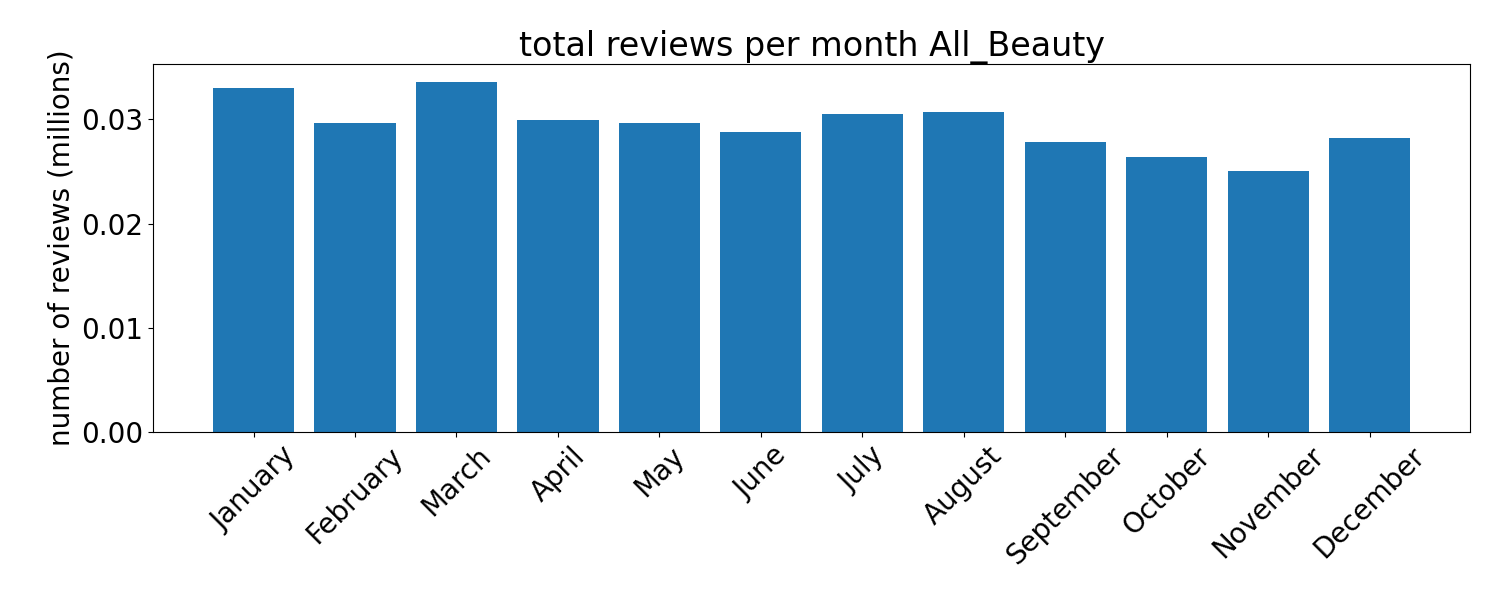 total reviews per month All_Beauty
number of reviews (millions)
0.03
0.02
0.01
0.00
January
February
March
April
May
June
July
August
September
October
November
December